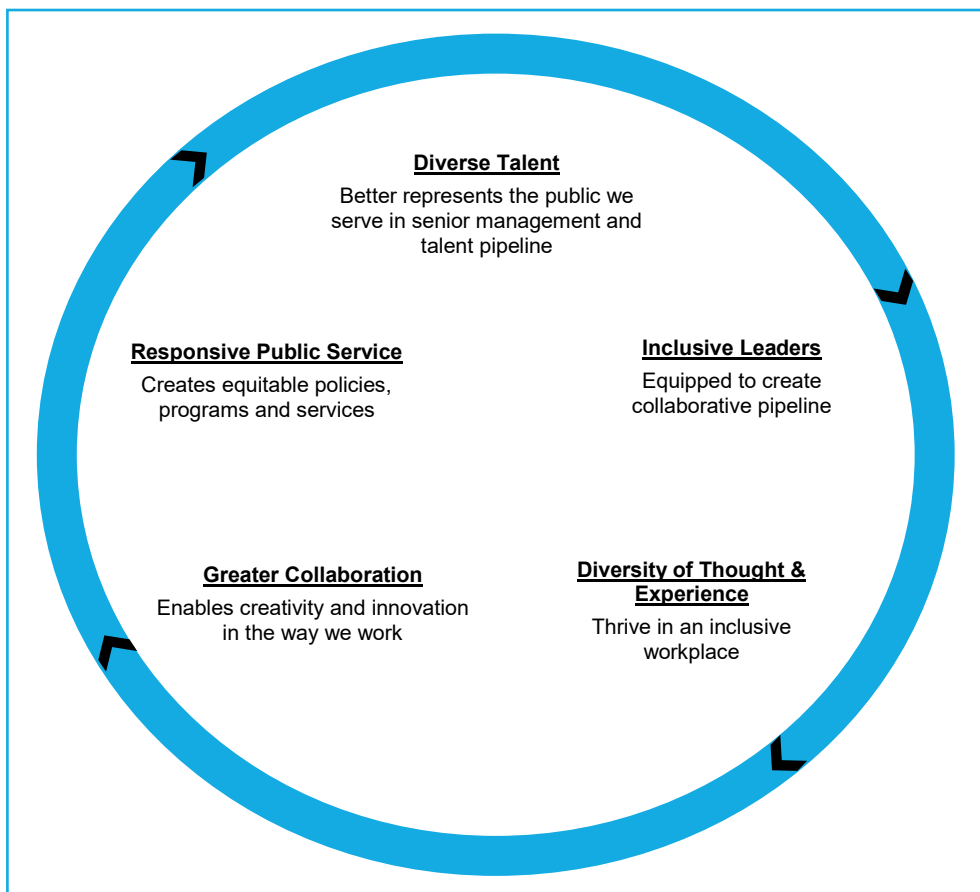 Diverse Talent
Better represents the public we
serve in senior management and
talent pipeline
Inclusive Leaders
Equipped to create
collaborative pipeline
Diversity of Thought &
Experience
Thrive in an inclusive
workplace
Greater Collaboration
Enables creativity and innovation
in the way we work
Responsive Public Service
Creates equitable policies,
programs and services